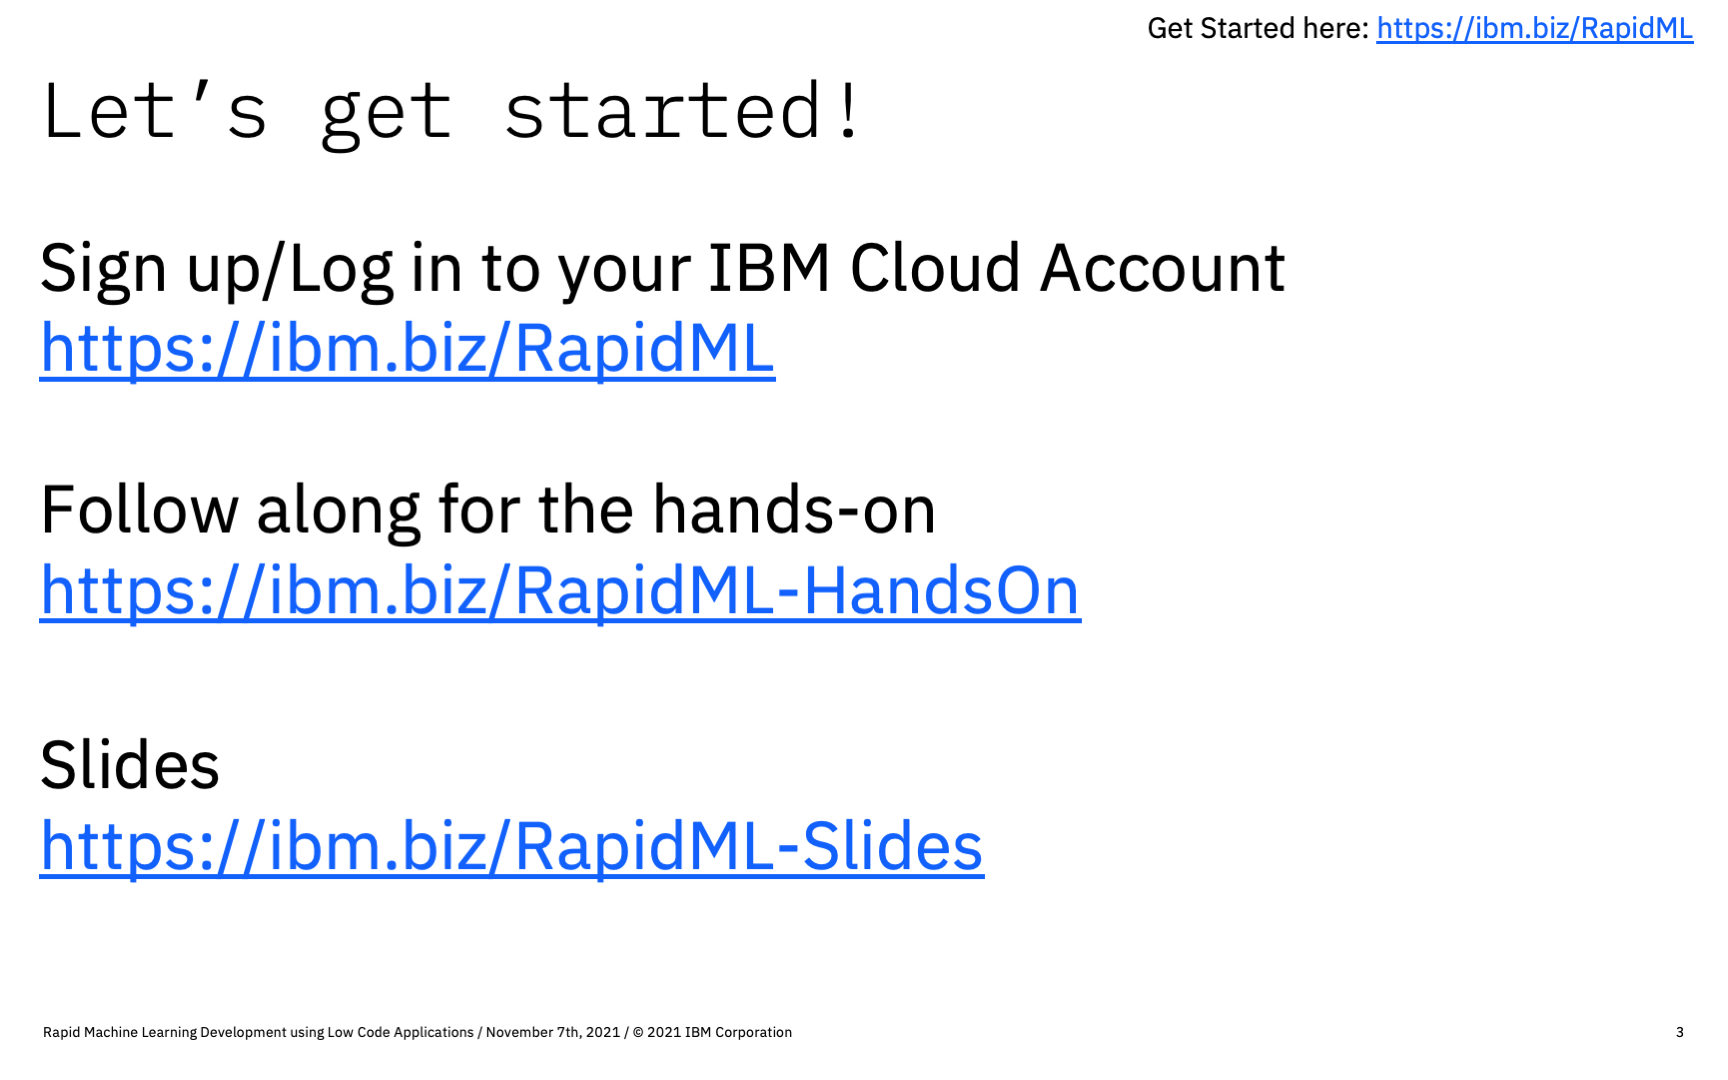 Get Started here: https://ibm.biz/RapidML
Let’s get started!
Sign up/Log in to your IBM Cloud Account
https://ibm.biz/RapidML
Follow along for the hands-on
https://ibm.biz/RapidML-HandsOn
Slides
https://ibm.biz/RapidML-Slides
Rapid Machine Learning Development using Low Code Applications / November 7th, 2021 / © 2021 IBM Corporation
3